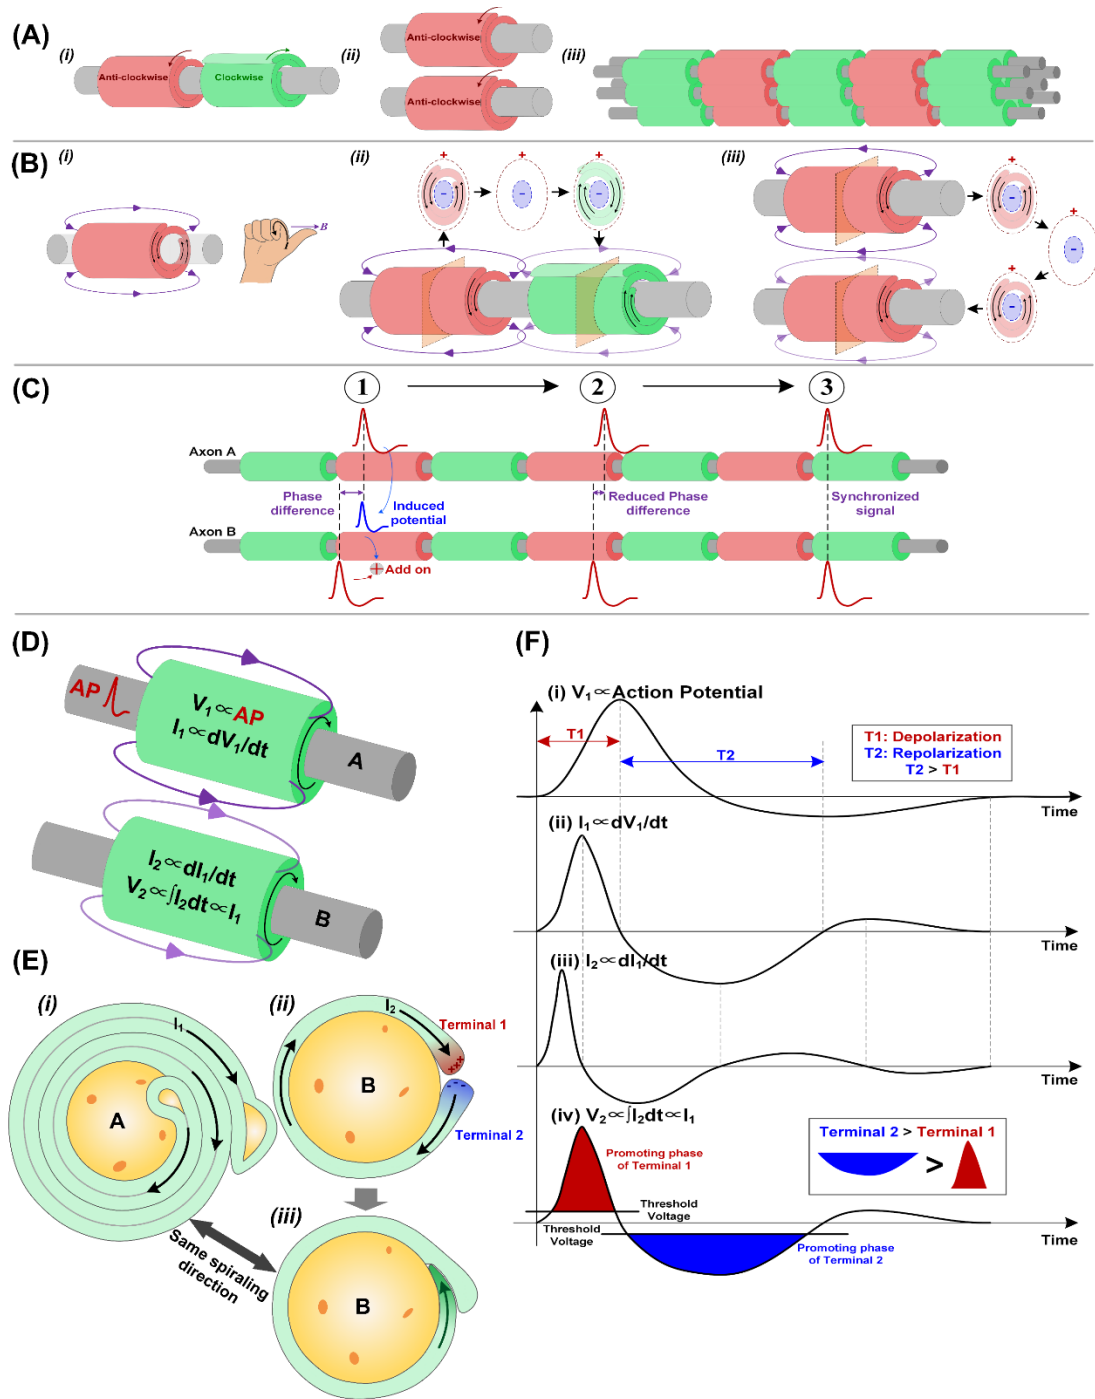 (A)
(i)
Anti-clockwise
Clockwise
(ii)
Anti-clockwise
Anti-clockwise
(iii)
(B)
(i)
B
I
(ii)
+
+
+
-
-
-
(iii)
+
-
+
-
+
-
(C)
1
2
3
Axon A
Phase
difference
Induced
potential
Reduced Phase
difference
Synchronized
signal
Axon B
+ Add on
(D)
AP
V₁∝AP
I₁∝dV₁/dt
A
I₂∝dI₁/dt
V₂∝∫I₂dt∝I₁
B
(E)
(i)
I₁
A
(ii)
I₂
Terminal 1
+++
B
- -
Terminal 2
Same spiraling
direction
(iii)
B
(F)
(i) V₁∝Action Potential
T1
T2
T1: Depolarization
T2: Repolarization
T2 > T1
Time
(ii) I₁∝dV₁/dt
Time
(iii) I₂∝dI₁/dt
Time
(iv) V₂∝∫I₂dt∝I₁
Promoting phase
of Terminal 1
Terminal 2 > Terminal 1
>
Threshold
Voltage
Threshold
Voltage
Time
Promoting phase
of Terminal 2